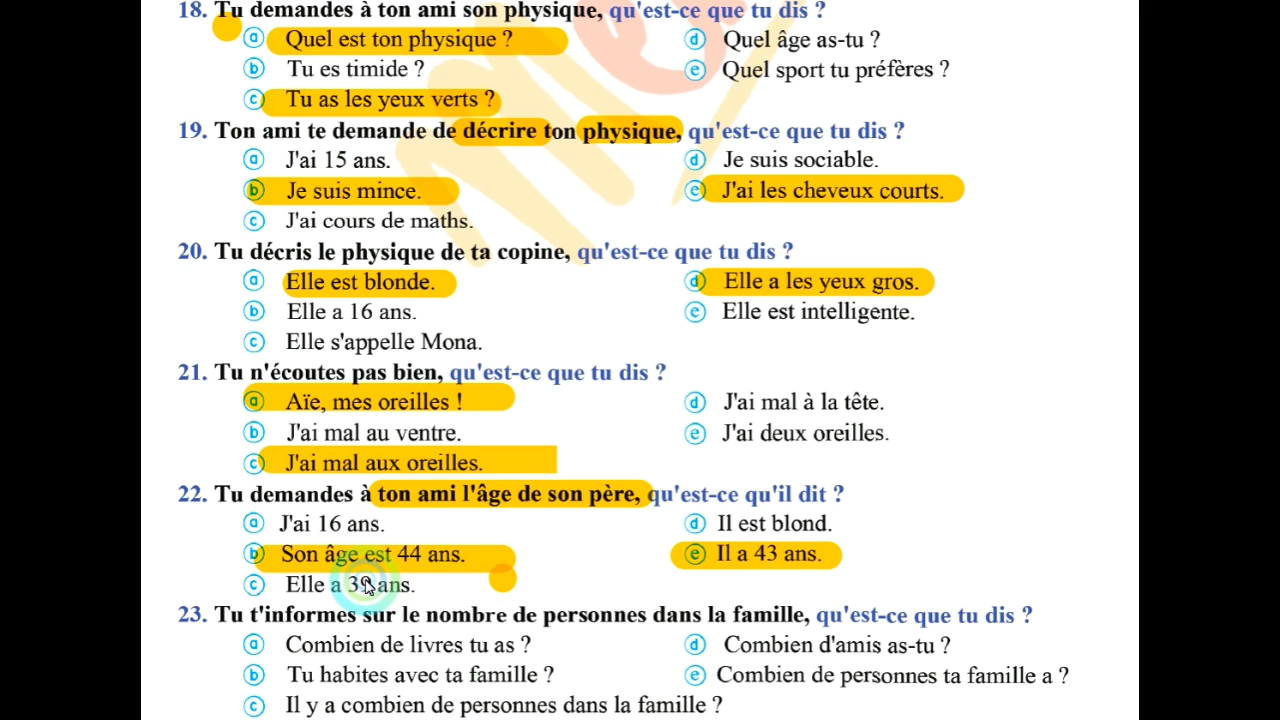 18. Tu demandes à ton ami son physique, qu'est-ce que tu dis ?
ⓐ Quel est ton physique ?
ⓑ Tu es timide ?
ⓒ Tu as les yeux verts ?
ⓓ Quel âge as-tu ?
ⓔ Quel sport tu préfères ?
19. Ton ami te demande de décrire ton physique, qu'est-ce que tu dis ?
ⓐ J'ai 15 ans.
ⓑ Je suis mince.
ⓒ J'ai cours de maths.
ⓓ Je suis sociable.
ⓔ J'ai les cheveux courts.
20. Tu décris le physique de ta copine, qu'est-ce que tu dis ?
ⓐ Elle est blonde.
ⓑ Elle a 16 ans.
ⓒ Elle s'appelle Mona.
ⓓ Elle a les yeux gros.
ⓔ Elle est intelligente.
21. Tu n'écoutes pas bien, qu'est-ce que tu dis ?
ⓐ Aïe, mes oreilles !
ⓑ J'ai mal au ventre.
ⓒ J'ai mal aux oreilles.
ⓓ J'ai mal à la tête.
ⓔ J'ai deux oreilles.
22. Tu demandes à ton ami l'âge de son père, qu'est-ce qu'il dit ?
ⓐ J'ai 16 ans.
ⓑ Son âge est 44 ans.
ⓒ Elle a 39 ans.
ⓓ Il est blond.
ⓔ Il a 43 ans.
23. Tu t'informes sur le nombre de personnes dans la famille, qu'est-ce que tu dis ?
ⓐ Combien de livres tu as ?
ⓑ Tu habites avec ta famille ?
ⓒ Il y a combien de personnes dans la famille ?
ⓓ Combien d'amis as-tu ?
ⓔ Combien de personnes ta famille a ?